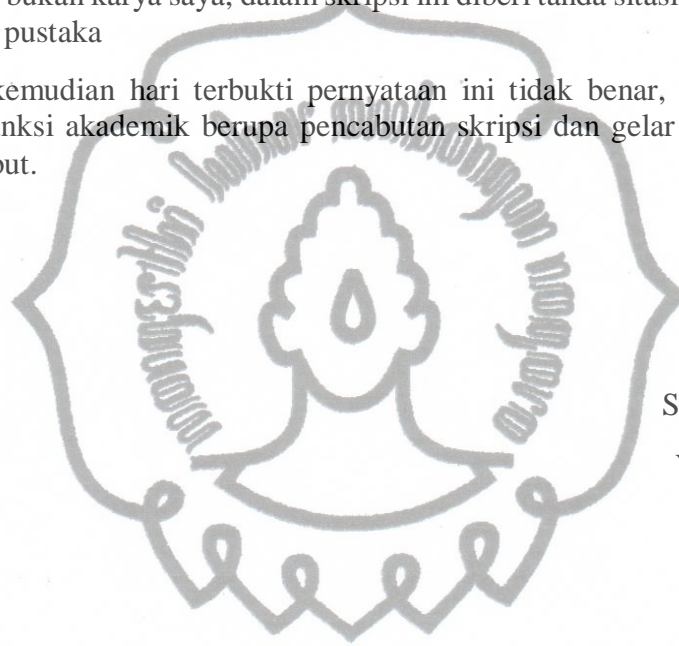 bukan karya saya, dalam skripsi ini diberi tanda sitasi
pustaka
kemudian hari terbukti pernyataan ini tidak benar,
nksi akademik berupa pencabutan skripsi dan gelar
but.
S